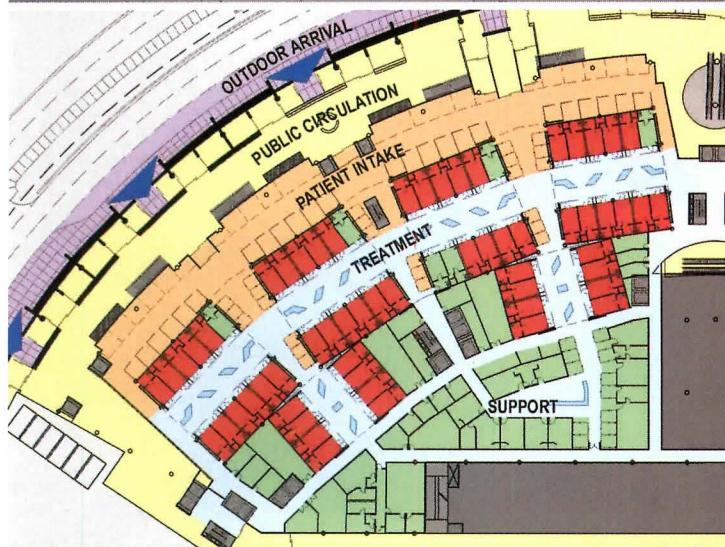 OUTDOOR ARRIVAL
PUBLIC CIRCULATION
PATIENT INTAKE
TREATMENT
SUPPORT